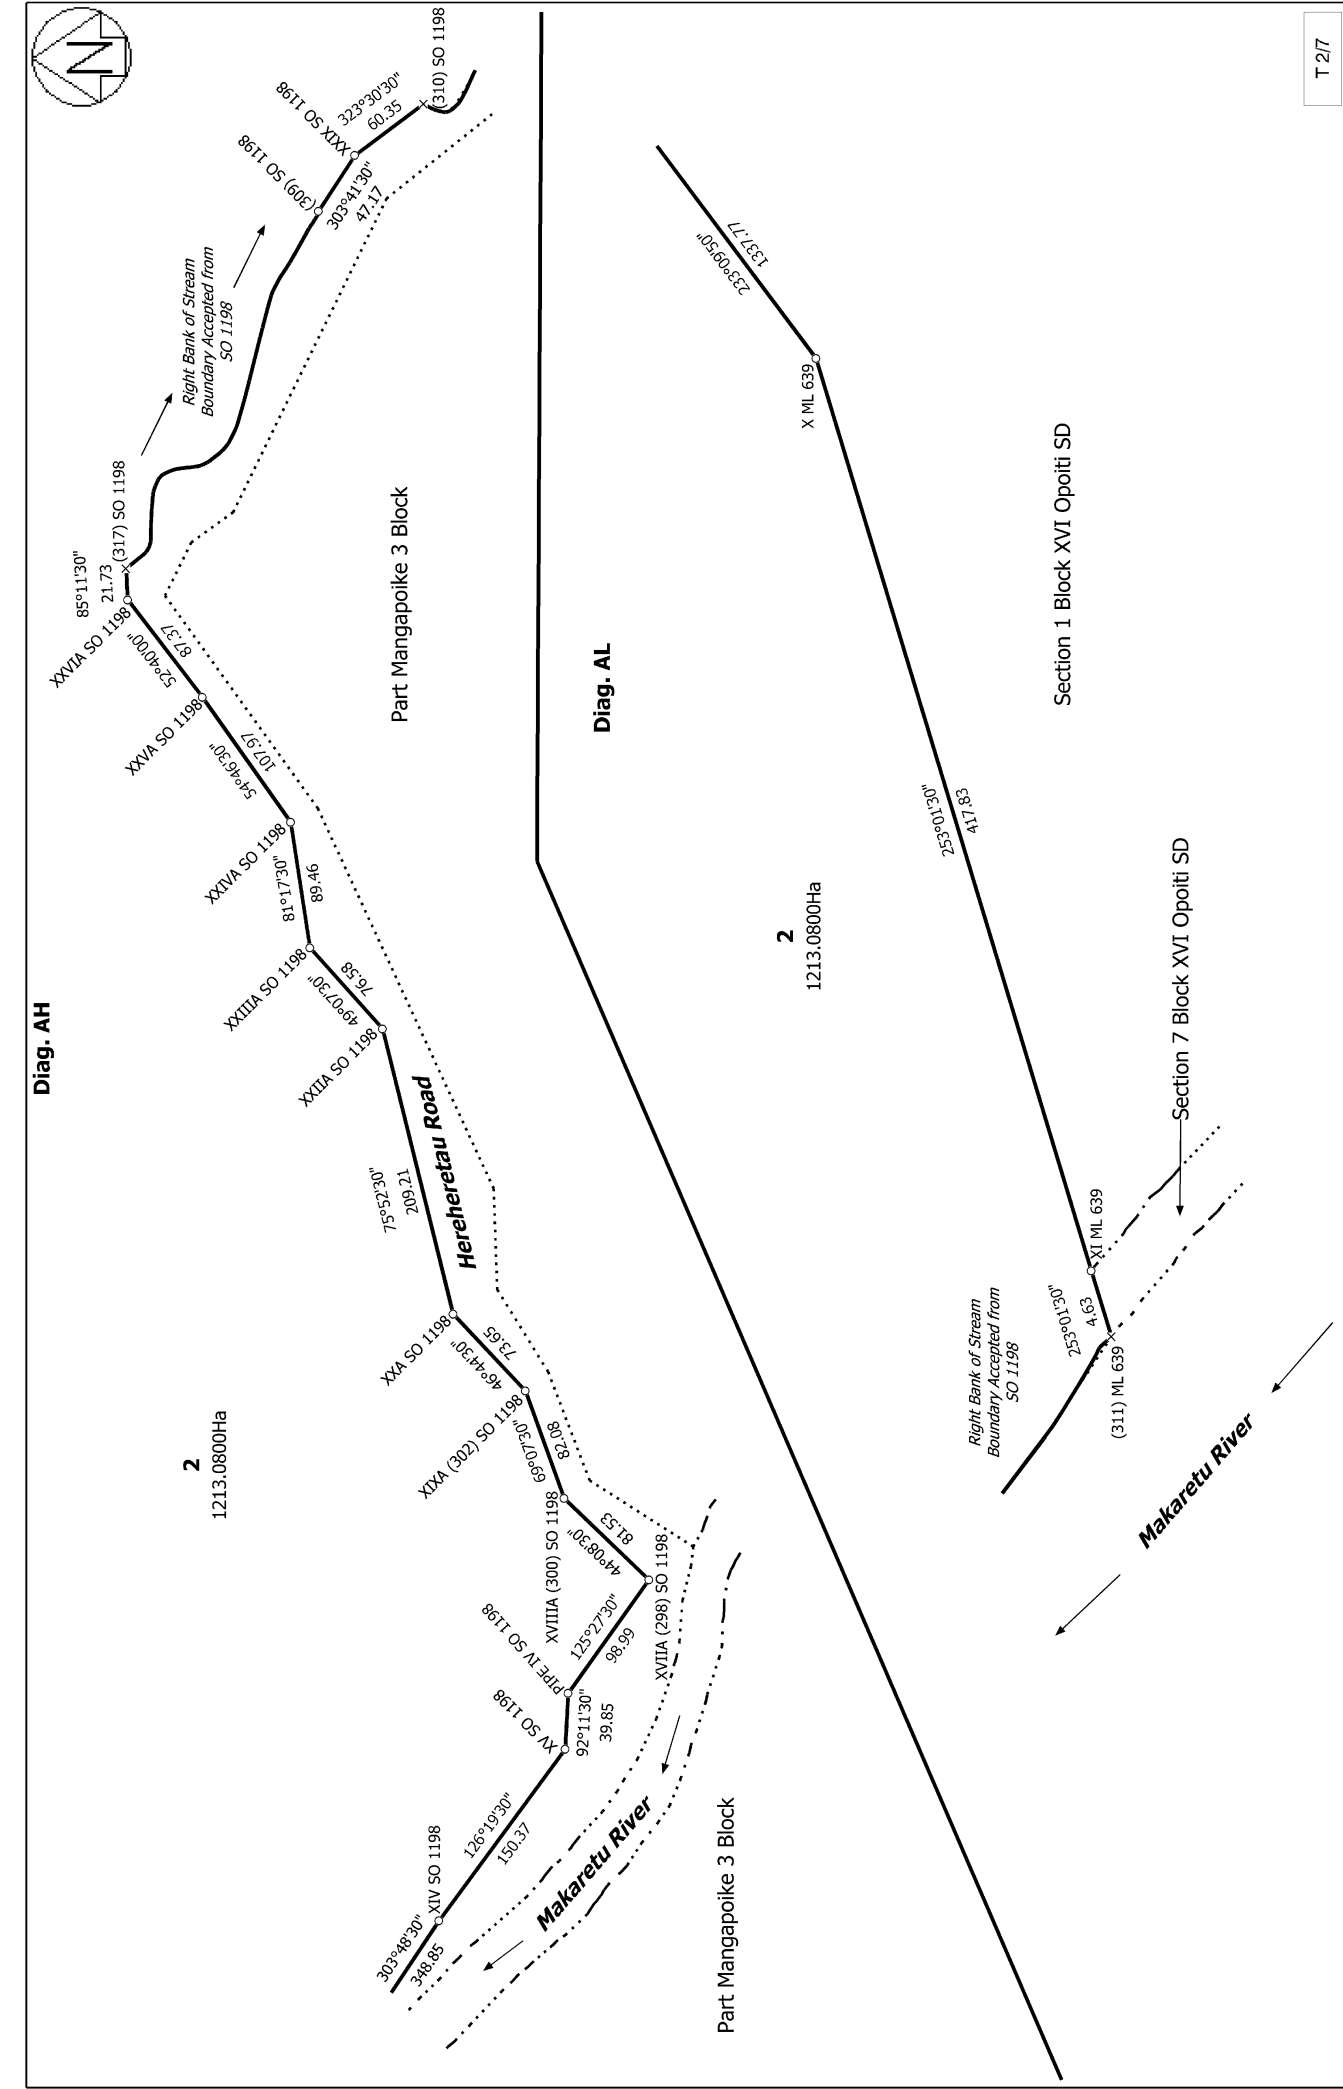 Diag. AH
N
2
1213.0800Ha
303°48'30"
348.85
XIV SO 1198
126°19'30"
150.37
XV SO 1198
92°11'30"
39.85
PIPE IV SO 1198
125°27'30"
98.99
XVIIA (298) SO 1198
44°08'30"
81.53
XVIIIA (300) SO 1198
69°07'30"
82.08
XIXA (302) SO 1198
46°44'30"
73.65
XXA SO 1198
75°52'30"
209.21
Hereheretau Road
XXIIA SO 1198
49°07'30"
76.58
XXIIIA SO 1198
81°17'30"
89.46
XXIVA SO 1198
54°46'30"
107.97
XXVA SO 1198
52°40'00"
87.37
XXVIA SO 1198
85°11'30"
21.73
(317) SO 1198
Right Bank of Stream
Boundary Accepted from
SO 1198
(309) SO 1198
303°41'30"
47.17
XXIX SO 1198
323°30'30"
60.35
(310) SO 1198
Part Mangapoike 3 Block
Makaretu River
Part Mangapoike 3 Block
Diag. AL
2
1213.0800Ha
233°09'50"
1337.77
X ML 639
253°01'30"
417.83
Section 1 Block XVI Opoiti SD
XI ML 639
253°01'30"
4.63
(311) ML 639
Right Bank of Stream
Boundary Accepted from
SO 1198
Section 7 Block XVI Opoiti SD
Makaretu River
T 2/7